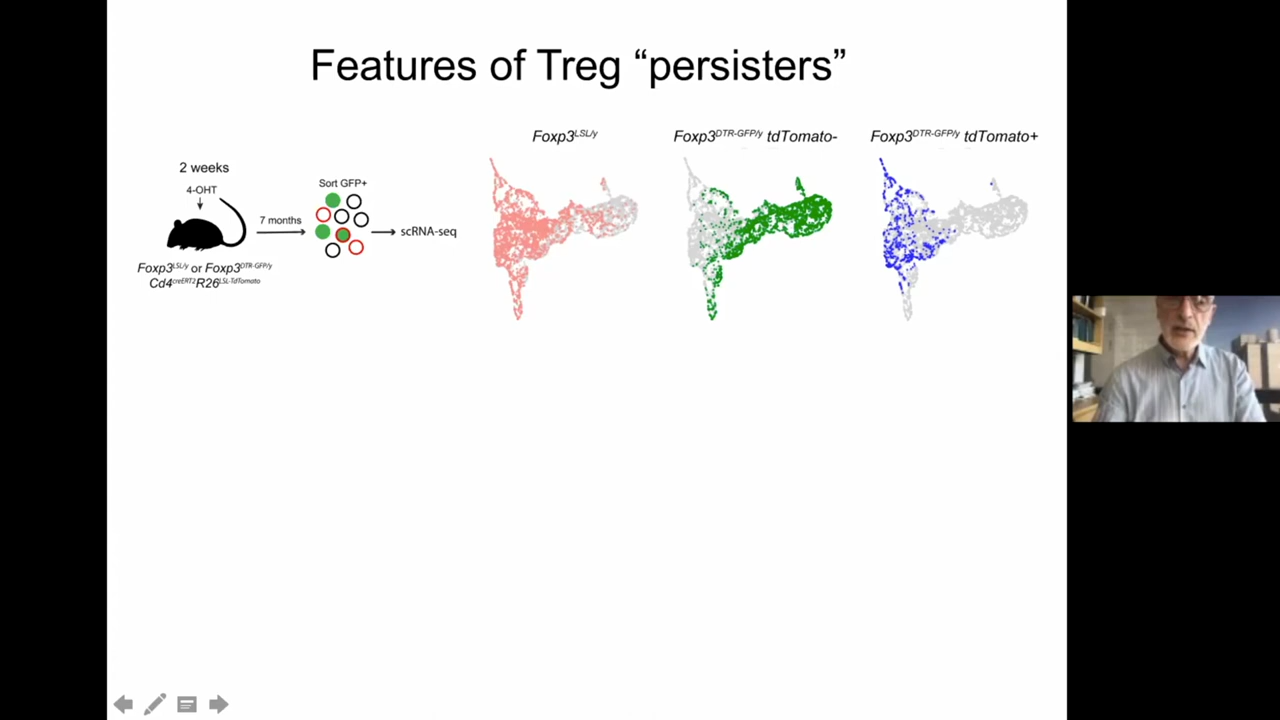 Features of Treg “persisters”
2 weeks
4-OHT
7 months
Foxp3LSL/y or Foxp3DTR-GFP/y
Cd4creERT2R26LSL-TdTomato
Sort GFP+
scRNA-seq
Foxp3LSL/y
Foxp3DTR-GFP/y tdTomato-
Foxp3DTR-GFP/y tdTomato+